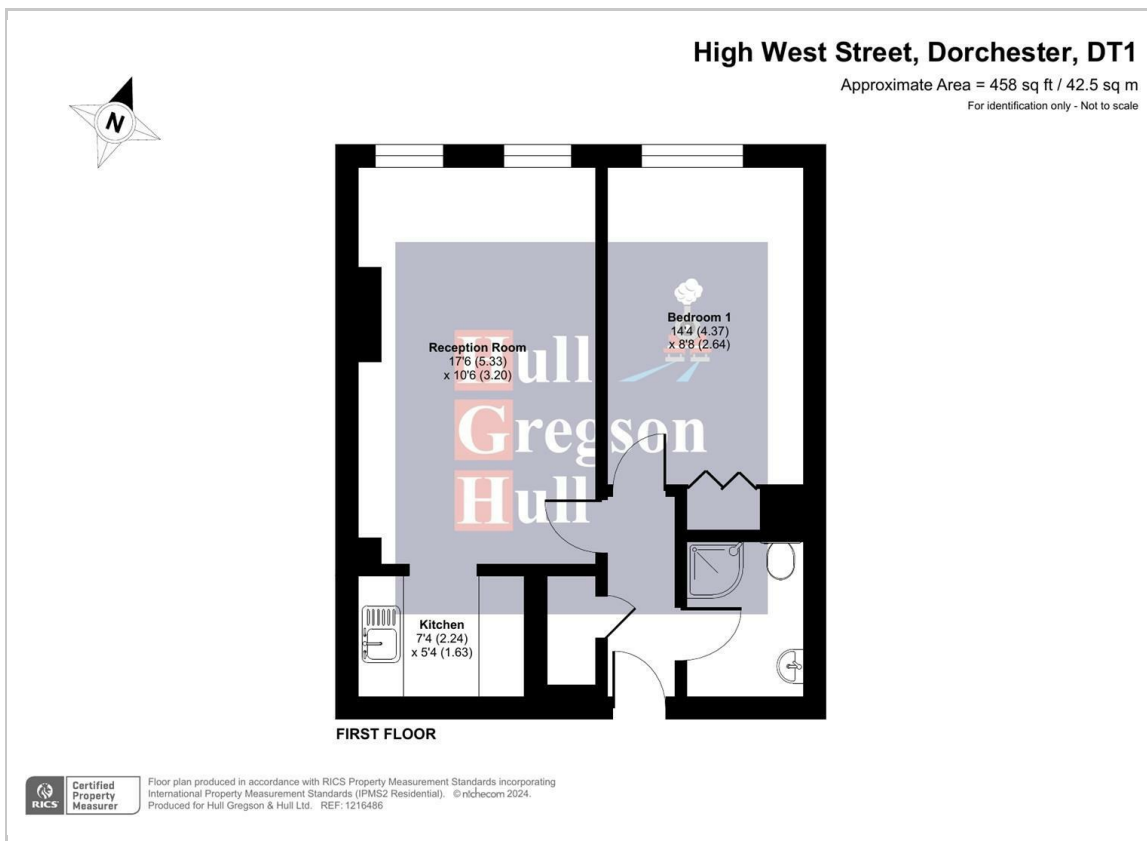 High West Street, Dorchester, DT1
Approximate Area = 458 sq ft / 42.5 sq m
For identification only - Not to scale
N
Bedroom 1
14'4 (4.37)
x 8'8 (2.64)
Reception Room
17'6 (5.33)
x 10'6 (3.20)
Hull
Gregson
Hull
Kitchen
7'4 (2.24)
x 5'4 (1.63)
FIRST FLOOR
RICS
Certified
Property
Measurer
Floor plan produced in accordance with RICS Property Measurement Standards incorporating
International Property Measurement Standards (IPMS2 Residential). © nichecom 2024.
Produced for Hull Gregson & Hull Ltd. REF: 1216486